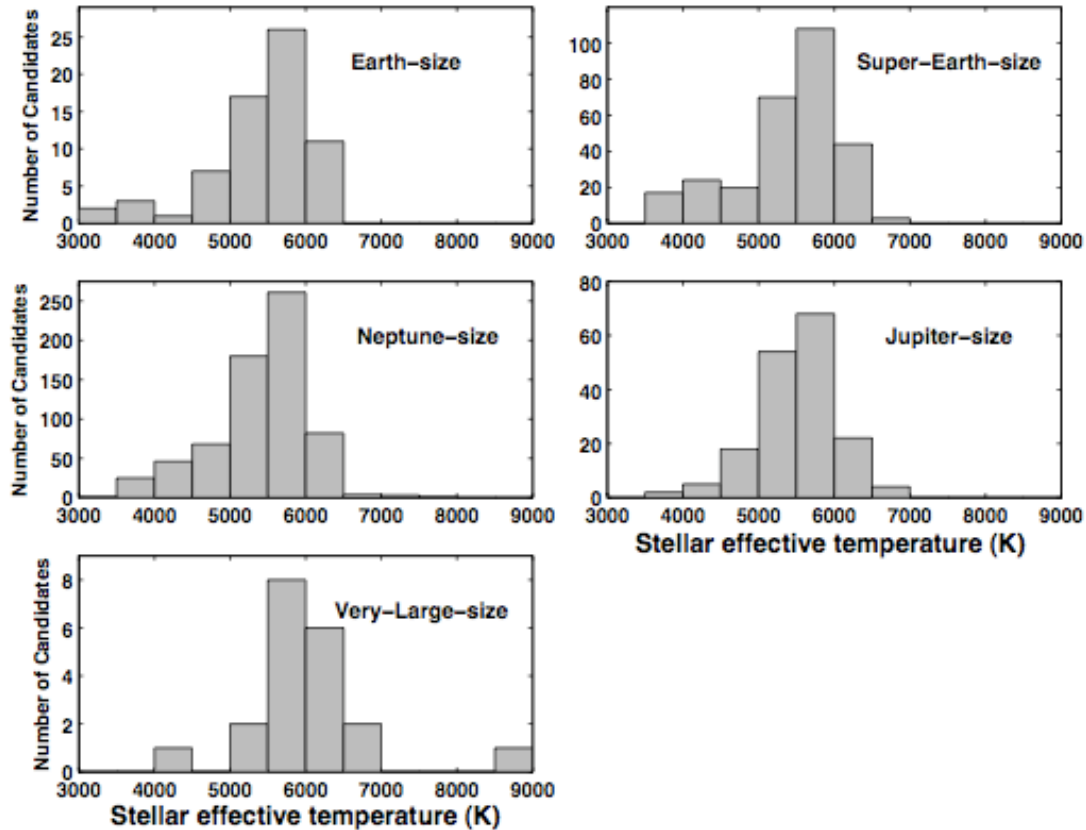 Number of Candidates
25
20
15
10
5
0
Earth-size
3000 4000 5000 6000 7000 8000 9000
100
80
60
40
20
0
Super-Earth-size
3000 4000 5000 6000 7000 8000 9000
Number of Candidates
250
200
150
100
50
0
Neptune-size
3000 4000 5000 6000 7000 8000 9000
80
60
40
20
0
Jupiter-size
3000 4000 5000 6000 7000 8000 9000
Stellar effective temperature (K)
Number of Candidates
8
6
4
2
0
Very-Large-size
3000 4000 5000 6000 7000 8000 9000
Stellar effective temperature (K)